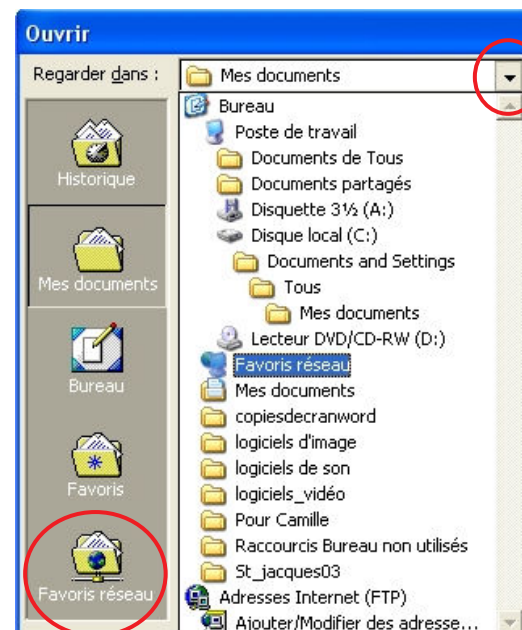 Ouvrir
Regarder dans :
Mes documents
Historique
Mes documents
Bureau
Favoris
Favoris réseau
Bureau
Poste de travail
Documents de Tous
Documents partagés
Disquette 3½ (A:)
Disque local (C:)
Documents and Settings
Tous
Mes documents
Lecteur DVD/CD-RW (D:)
Favoris réseau
Mes documents
copiesdecranword
logiciels d'image
logiciels de son
logiciels_vidéo
Pour Camille
Raccourcis Bureau non utilisés
St_jacques03
Adresses Internet (FTP)
Ajouter/Modifier des adresse...